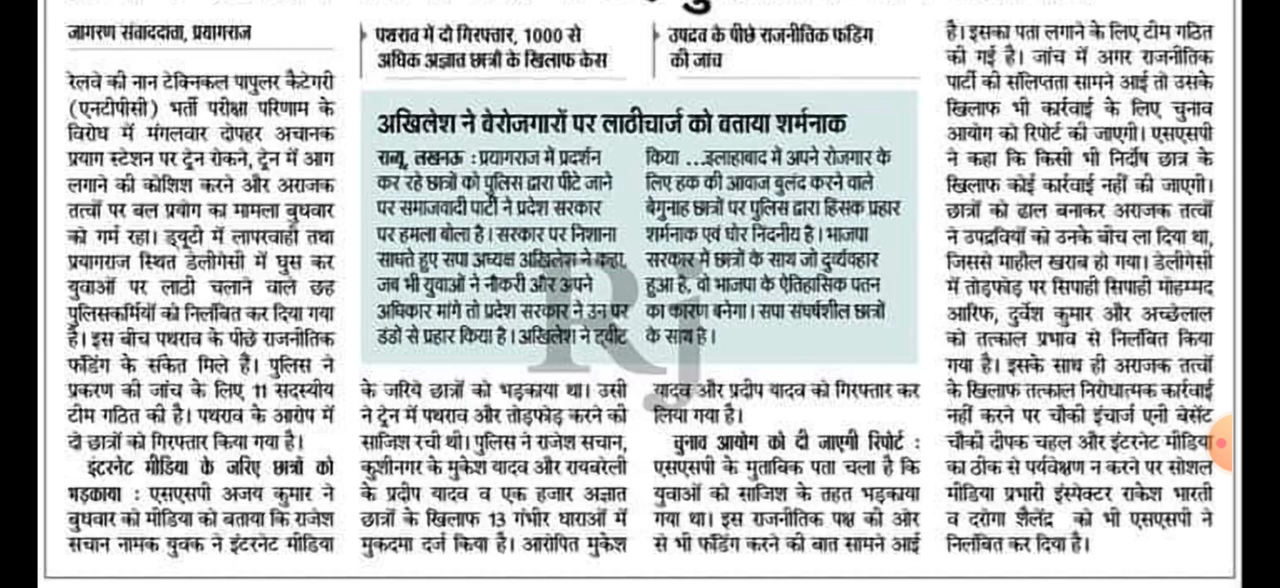 जागरण संवाददाता, प्रयागराज
रेलवे की नान टेक्निकल पापुलर कैटेगरी
(एनटीपीसी) भर्ती परीक्षा परिणाम के
विरोध में मंगलवार दोपहर अचानक
प्रयाग स्टेशन पर ट्रेन रोकने, ट्रेन में आग
लगाने की कोशिश करने और अराजक
तत्वों पर बल प्रयोग का मामला बुधवार
को गर्म रहा। ड्यूटी में लापरवाही तथा
प्रयागराज स्थित डेलीगेसी में घुस कर
युवाओं पर लाठी चलाने वाले छह
पुलिसकर्मियों को निलंबित कर दिया गया
है। इस बीच पथराव के पीछे राजनीतिक
फंडिंग के संकेत मिले हैं। पुलिस ने
प्रकरण की जांच के लिए 11 सदस्यीय
टीम गठित की है। पथराव के आरोप में
दो छात्रों को गिरफ्तार किया गया है।
इंटरनेट मीडिया के जरिए छात्रों को
भड़काया : एसएसपी अजय कुमार ने
बुधवार को मीडिया को बताया कि राजेश
सचान नामक युवक ने इंटरनेट मीडिया
पथराव में दो गिरफ्तार, 1000 से
अधिक अज्ञात छात्रों के खिलाफ केस
उपद्रव के पीछे राजनीतिक फंडिंग
की जांच
अखिलेश ने बेरोजगारों पर लाठीचार्ज को बताया शर्मनाक
राब्यू, लखनऊ : प्रयागराज में प्रदर्शन
कर रहे छात्रों को पुलिस द्वारा पीटे जाने
पर समाजवादी पार्टी ने प्रदेश सरकार
पर हमला बोला है। सरकार पर निशाना
साधते हुए सपा अध्यक्ष अखिलेश ने कहा,
जब भी युवाओं ने नौकरी और अपने
अधिकार मांगे तो प्रदेश सरकार ने उन पर
डंडों से प्रहार किया है। अखिलेश ने ट्वीट
किया ...इलाहाबाद में अपने रोजगार के
लिए हक की आवाज बुलंद करने वाले
बेगुनाह छात्रों पर पुलिस द्वारा हिंसक प्रहार
शर्मनाक एवं घोर निंदनीय है। भाजपा
सरकार में छात्रों के साथ जो दुर्व्यवहार
हुआ है, वो भाजपा के ऐतिहासिक पतन
का कारण बनेगा। सपा संघर्षशील छात्रों
के साथ है।
Rj
के जरिये छात्रों को भड़काया था। उसी
ने ट्रेन में पथराव और तोड़फोड़ करने की
साजिश रची थी। पुलिस ने राजेश सचान,
कुशीनगर के मुकेश यादव और रायबरेली
के प्रदीप यादव व एक हजार अज्ञात
छात्रों के खिलाफ 13 गंभीर धाराओं में
मुकदमा दर्ज किया है। आरोपित मुकेश
यादव और प्रदीप यादव को गिरफ्तार कर
लिया गया है।
चुनाव आयोग को दी जाएगी रिपोर्ट :
एसएसपी के मुताबिक पता चला है कि
युवाओं को साजिश के तहत भड़काया
गया था। इस राजनीतिक पक्ष की ओर
से भी फंडिंग करने की बात सामने आई
है। इसका पता लगाने के लिए टीम गठित
की गई है। जांच में अगर राजनीतिक
पार्टी की संलिप्तता सामने आई तो उसके
खिलाफ भी कार्रवाई के लिए चुनाव
आयोग को रिपोर्ट की जाएगी। एसएसपी
ने कहा कि किसी भी निर्दोष छात्र के
खिलाफ कोई कार्रवाई नहीं की जाएगी।
छात्रों को ढाल बनाकर अराजक तत्वों
ने उपद्रवियों को उनके बीच ला दिया था,
जिससे माहौल खराब हो गया। डेलीगेसी
में तोड़फोड़ पर सिपाही सिपाही मोहम्मद
आरिफ, दुर्वेश कुमार और अच्छेलाल
को तत्काल प्रभाव से निलंबित किया
गया है। इसके साथ ही अराजक तत्वों
के खिलाफ तत्काल निरोधात्मक कार्रवाई
नहीं करने पर चौकी इंचार्ज एनी बेसेंट
चौकी दीपक चहल और इंटरनेट मीडिया
का ठीक से पर्यवेक्षण न करने पर सोशल
मीडिया प्रभारी इंस्पेक्टर राकेश भारती
व दरोगा शैलेंद्र को भी एसएसपी ने
निलंबित कर दिया है।